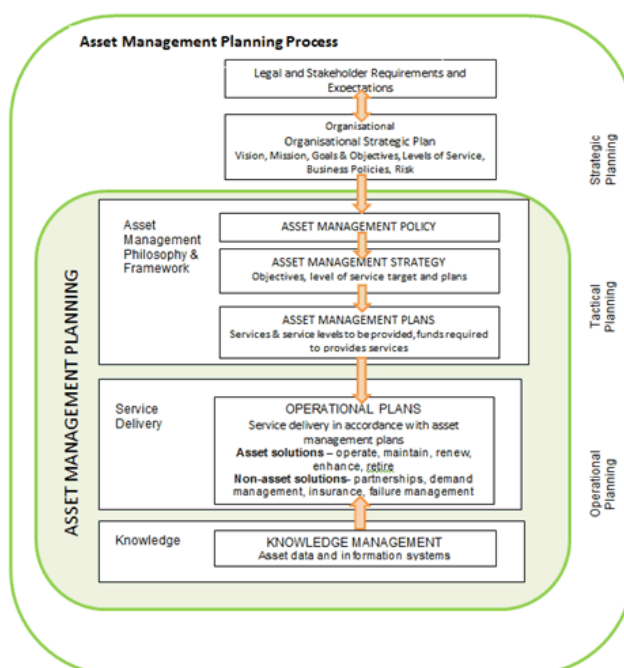 Asset Management Planning Process
Legal and Stakeholder Requirements and
Expectations
Organisational
Organisational Strategic Plan
Vision, Mission, Goals & Objectives, Levels of Service,
Business Policies, Risk
Strategic
Planning
Asset
Management
Philosophy &
Framework
ASSET MANAGEMENT POLICY
ASSET MANAGEMENT STRATEGY
Objectives, level of service target and plans
ASSET MANAGEMENT PLANS
Services & service levels to be provided, funds required
to provides services
Tactical
Planning
ASSET MANAGEMENT PLANNING
Service
Delivery
OPERATIONAL PLANS
Service delivery in accordance with asset
management plans
Asset solutions – operate, maintain, renew,
enhance, retire
Non-asset solutions- partnerships, demand
management, insurance, failure management
Operational
Planning
Knowledge
KNOWLEDGE MANAGEMENT
Asset data and information systems